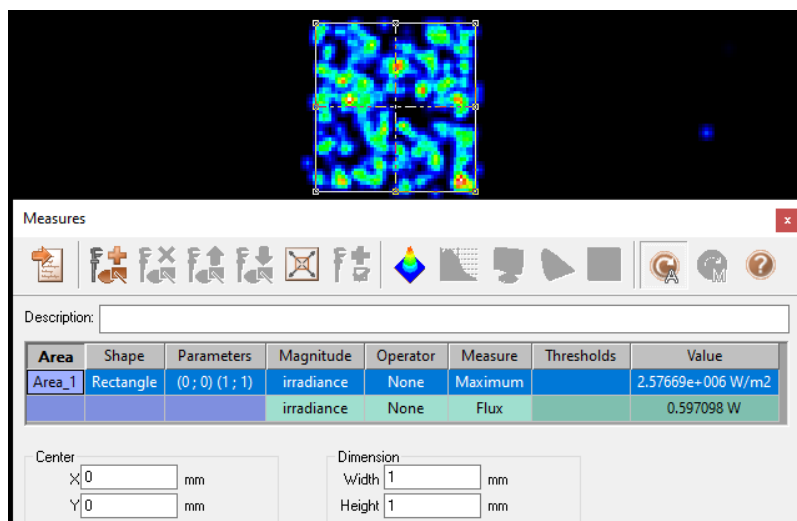 Measures
x
A
M
?
Description:
Area Shape Parameters Magnitude Operator Measure Thresholds Value
Area_1 Rectangle (0 ; 0) (1 ; 1) irradiance None Maximum 2.57669e+006 W/m2
irradiance None Flux 0.597098 W
Center Dimension
X 0 mm Width 1 mm
Y 0 mm Height 1 mm